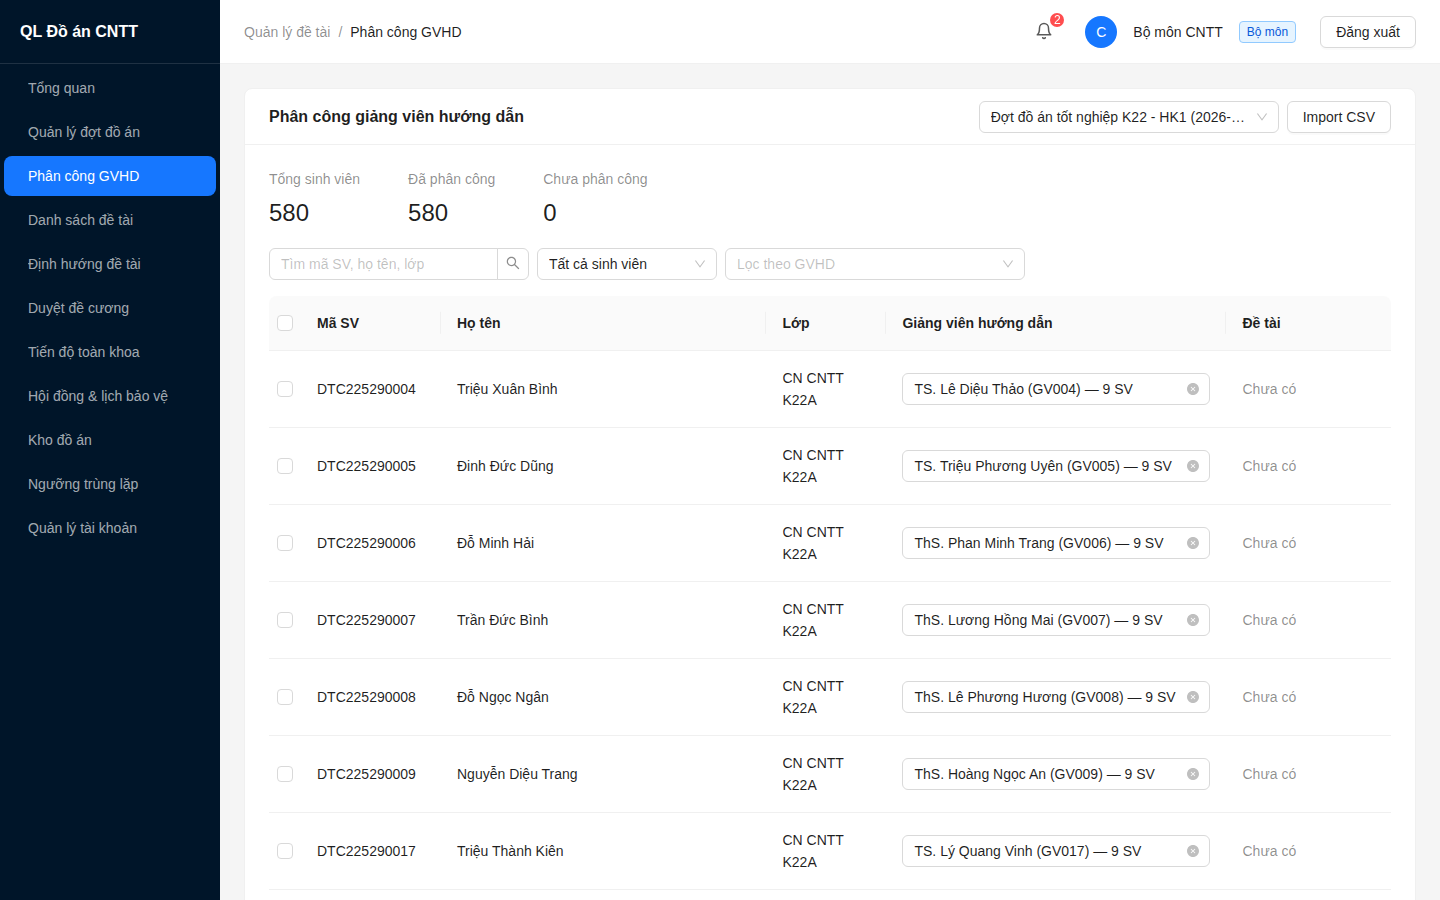 QL Đồ án CNTT
Tổng quan
Quản lý đợt đồ án
Phân công GVHD
Danh sách đề tài
Định hướng đề tài
Duyệt đề cương
Tiến độ toàn khoa
Hội đồng & lịch bảo vệ
Kho đồ án
Ngưỡng trùng lặp
Quản lý tài khoản
Quản lý đề tài / Phân công GVHD
2
C
Bộ môn CNTT
Bộ môn
Đăng xuất
Phân công giảng viên hướng dẫn
Đợt đồ án tốt nghiệp K22 - HK1 (2026-...
Import CSV
Tổng sinh viên
580
Đã phân công
580
Chưa phân công
0
Tìm mã SV, họ tên, lớp
Tất cả sinh viên
Lọc theo GVHD
Mã SV Họ tên Lớp Giảng viên hướng dẫn Đề tài
DTC225290004 Triệu Xuân Bình CN CNTT K22A TS. Lê Diệu Thảo (GV004) — 9 SV Chưa có
DTC225290005 Đinh Đức Dũng CN CNTT K22A TS. Triệu Phương Uyên (GV005) — 9 SV Chưa có
DTC225290006 Đỗ Minh Hải CN CNTT K22A ThS. Phan Minh Trang (GV006) — 9 SV Chưa có
DTC225290007 Trần Đức Bình CN CNTT K22A ThS. Lương Hồng Mai (GV007) — 9 SV Chưa có
DTC225290008 Đỗ Ngọc Ngân CN CNTT K22A ThS. Lê Phương Hương (GV008) — 9 SV Chưa có
DTC225290009 Nguyễn Diệu Trang CN CNTT K22A ThS. Hoàng Ngọc An (GV009) — 9 SV Chưa có
DTC225290017 Triệu Thành Kiên CN CNTT K22A TS. Lý Quang Vinh (GV017) — 9 SV Chưa có